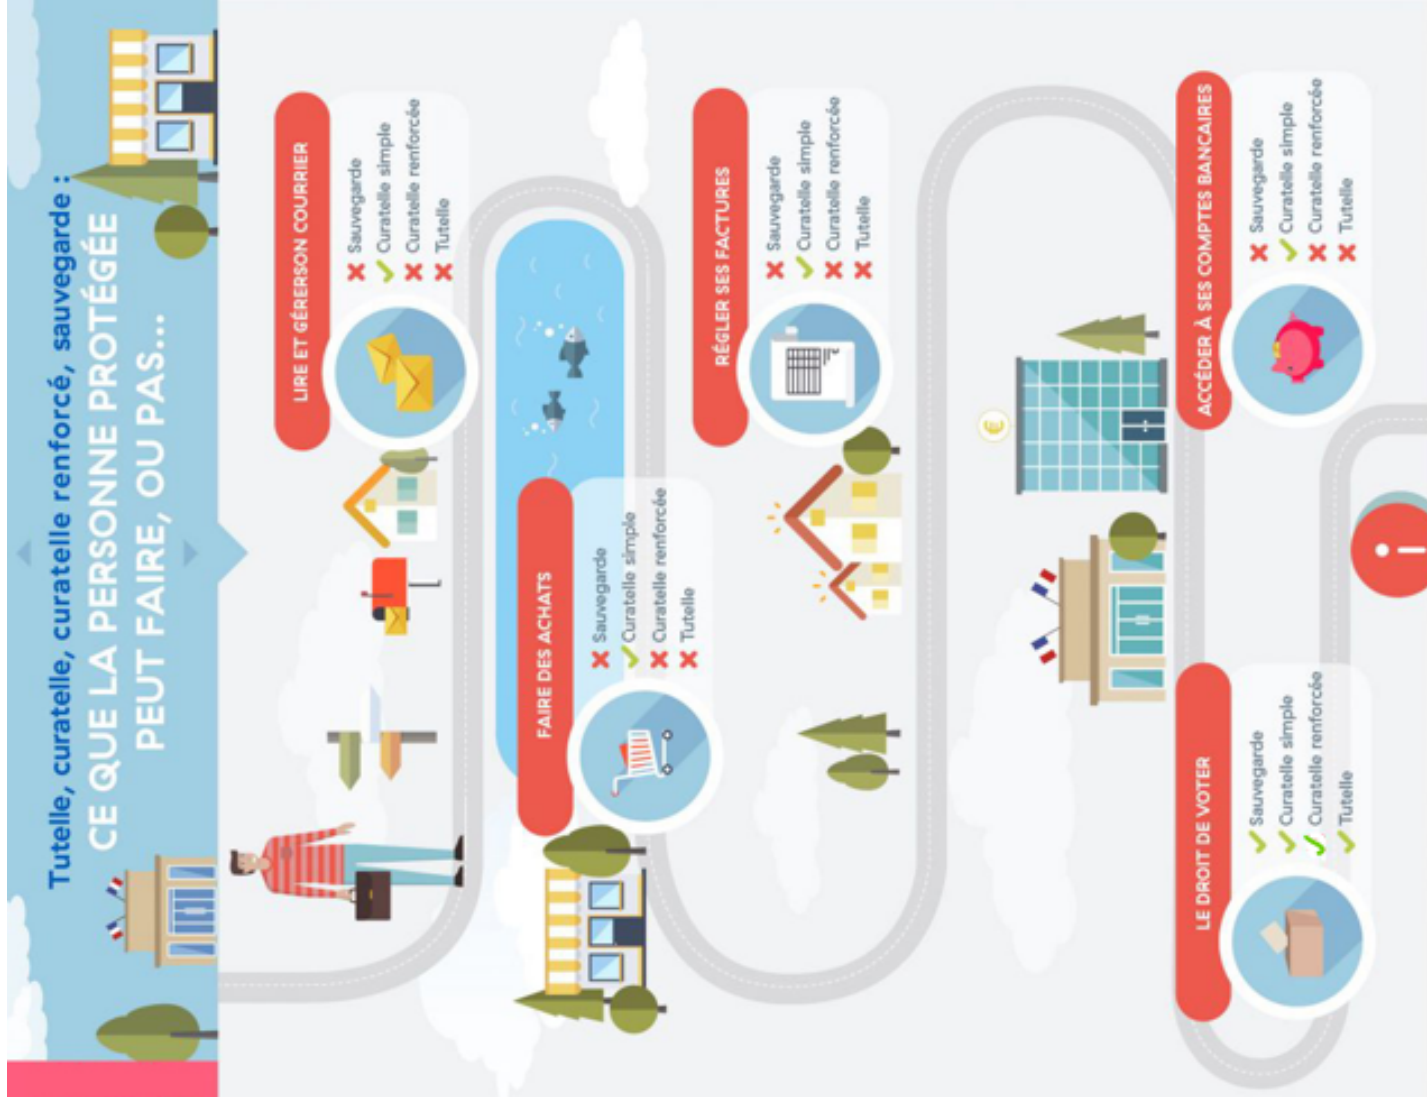 Tutelle, curatelle, curatelle renforcé, sauvegarde :
CE QUE LA PERSONNE PROTÉGÉE
PEUT FAIRE, OU PAS...
LIRE ET GÉRERSON COURRIER
Sauvegarde
Curatelle simple
Curatelle renforcée
Tutelle
FAIRE DES ACHATS
Sauvegarde
Curatelle simple
Curatelle renforcée
Tutelle
RÉGLER SES FACTURES
Sauvegarde
Curatelle simple
Curatelle renforcée
Tutelle
€
LE DROIT DE VOTER
Sauvegarde
Curatelle simple
Curatelle renforcée
Tutelle
ACCÉDER À SES COMPTES BANCAIRES
Sauvegarde
Curatelle simple
Curatelle renforcée
Tutelle